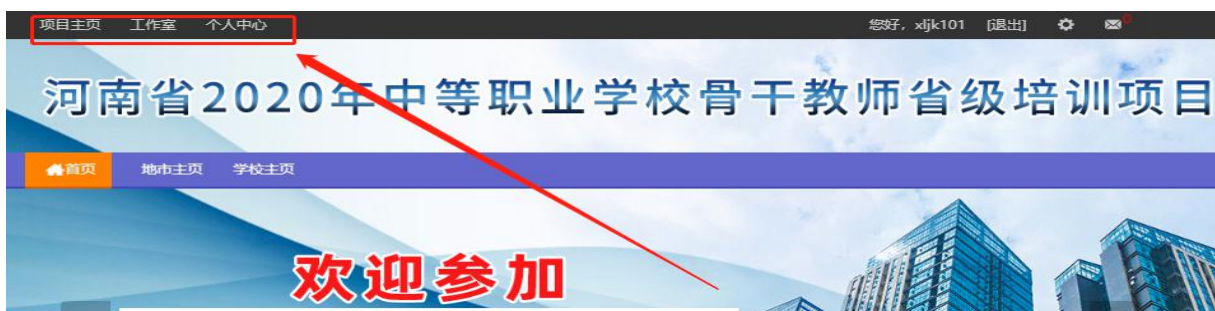 项目主页 工作室 个人中心 您好，xljk101 [退出] 0
河南省2020年中等职业学校骨干教师省级培训项目
首页 地市主页 学校主页
欢迎参加